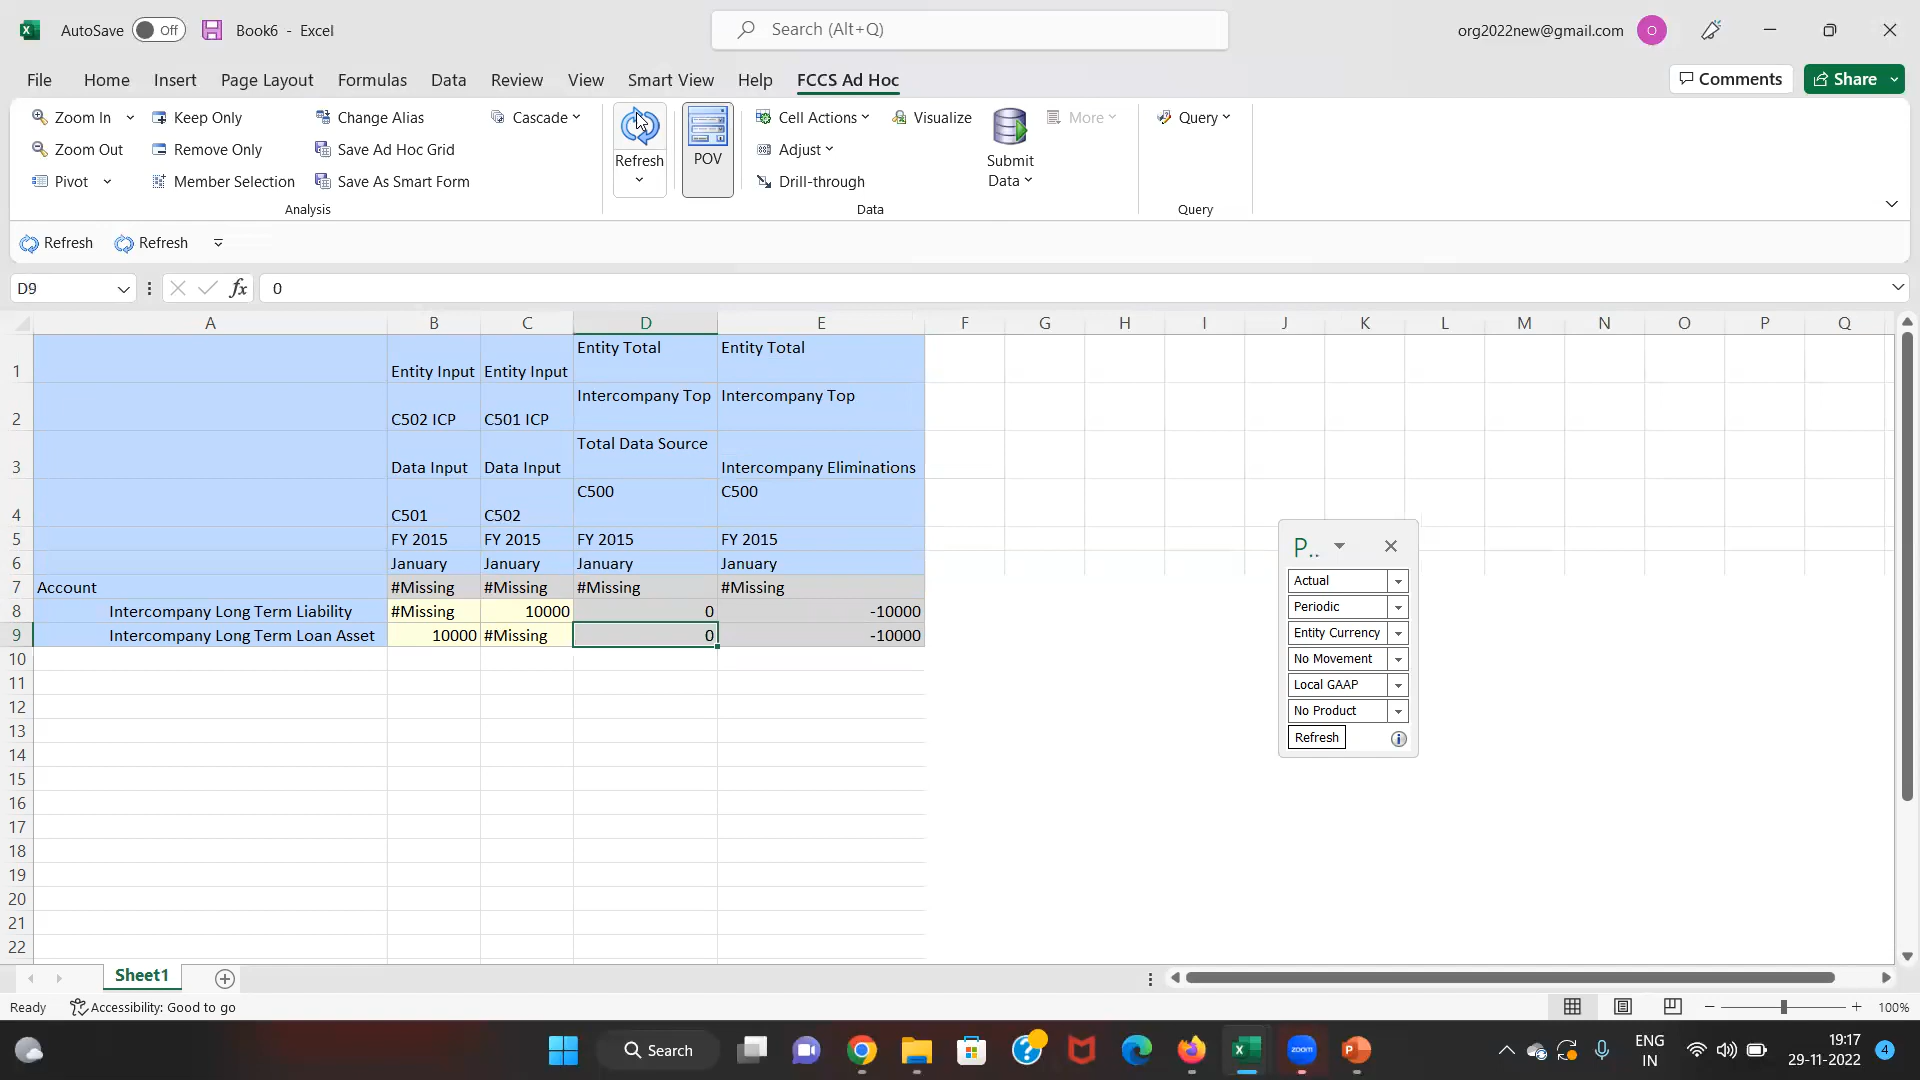 AutoSave Off Book6 - Excel Search (Alt+Q) org2022new@gmail.com O
File Home Insert Page Layout Formulas Data Review View Smart View Help FCCS Ad Hoc Comments Share
Zoom In Keep Only Change Alias Cascade Refresh POV Cell Actions Visualize Submit Data More Query
Zoom Out Remove Only Save Ad Hoc Grid Adjust
Pivot Member Selection Save As Smart Form Drill-through
Analysis Data Query
Refresh Refresh
D9 fx 0
A B C D E F G H I J K L M N O P Q
1 Entity Input Entity Input Entity Total Entity Total
2 C502 ICP C501 ICP Intercompany Top Intercompany Top
3 Data Input Data Input Total Data Source Intercompany Eliminations
4 C501 C502 C500 C500
5 FY 2015 FY 2015 FY 2015 FY 2015
6 January January January January
7 Account #Missing #Missing #Missing #Missing
8 Intercompany Long Term Liability #Missing 10000 0 -10000
9 Intercompany Long Term Loan Asset 10000 #Missing 0 -10000
10
11
12
13
14
15
16
17
18
19
20
21
22
P..
Actual
Periodic
Entity Currency
No Movement
Local GAAP
No Product
Refresh
Sheet1
Ready Accessibility: Good to go 100%
Search zoom ENG IN 19:17 29-11-2022 4